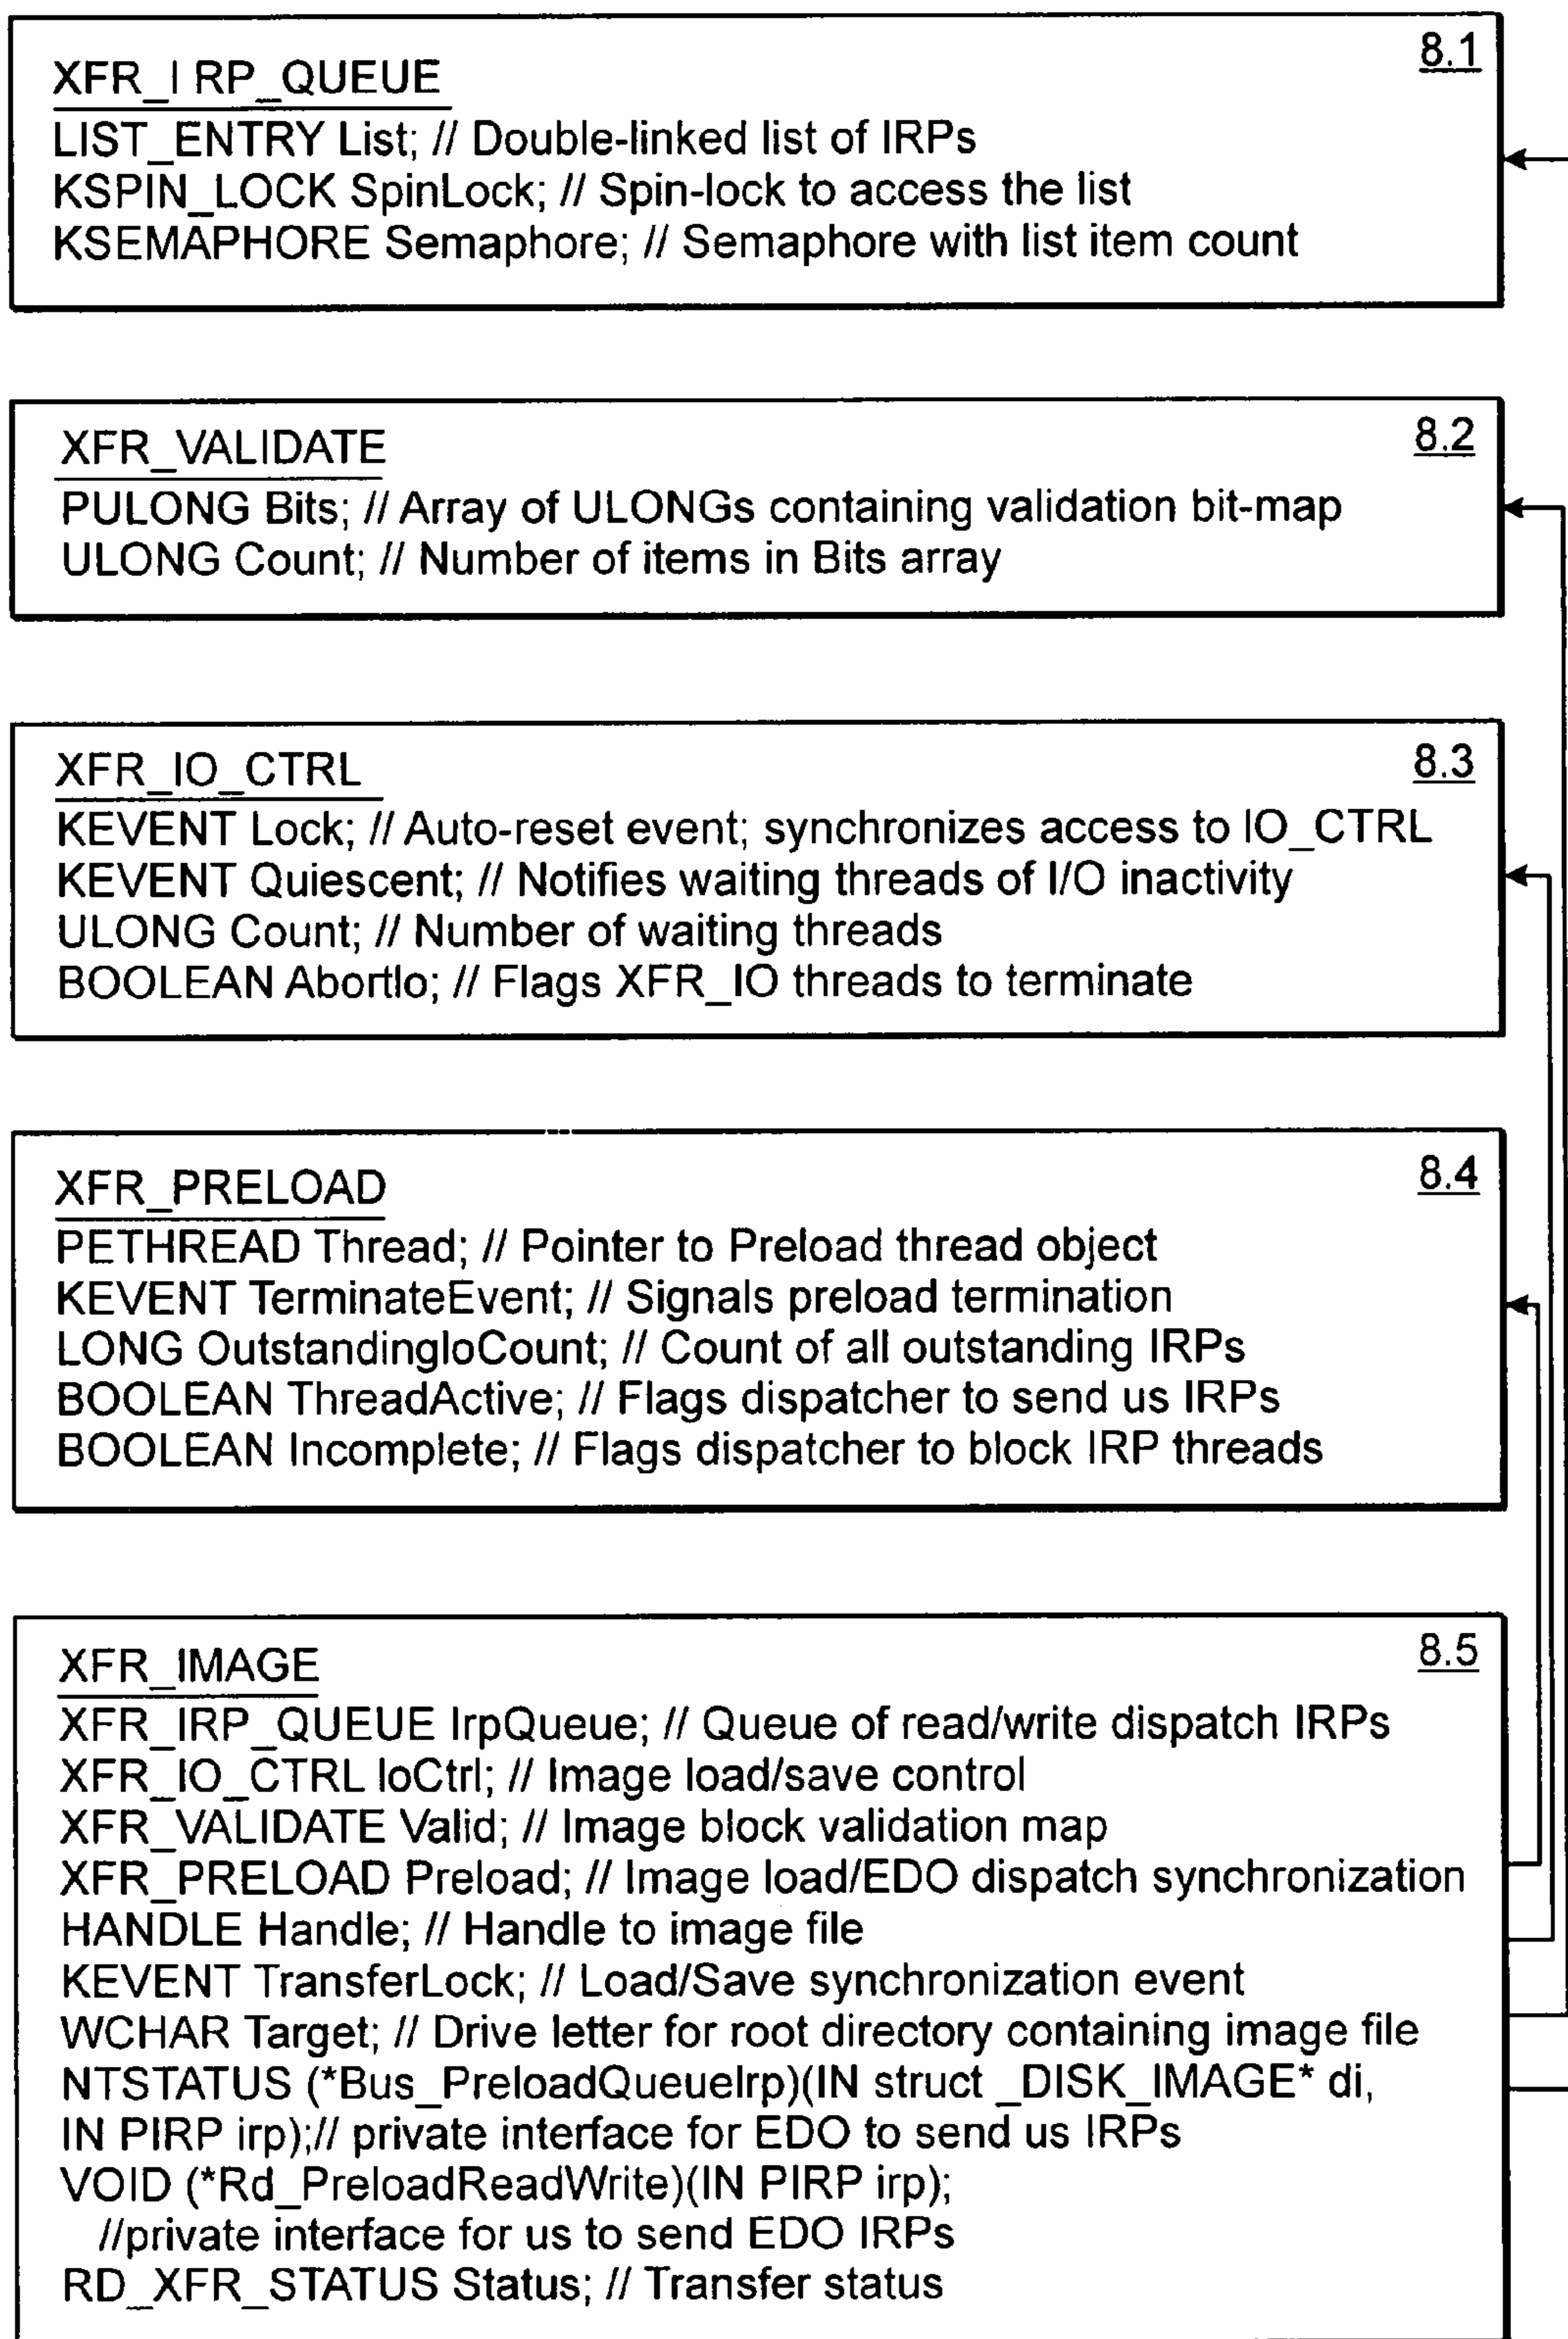 8.1
XFR_I RP_QUEUE
LIST_ENTRY List; // Double-linked list of IRPs
KSPIN_LOCK SpinLock; // Spin-lock to access the list
KSEMAPHORE Semaphore; // Semaphore with list item count
8.2
XFR_VALIDATE
PULONG Bits; // Array of ULONGs containing validation bit-map
ULONG Count; // Number of items in Bits array
8.3
XFR_IO_CTRL
KEVENT Lock; // Auto-reset event; synchronizes access to IO_CTRL
KEVENT Quiescent; // Notifies waiting threads of I/O inactivity
ULONG Count; // Number of waiting threads
BOOLEAN AbortIo; // Flags XFR_IO threads to terminate
8.4
XFR_PRELOAD
PETHREAD Thread; // Pointer to Preload thread object
KEVENT TerminateEvent; // Signals preload termination
LONG OutstandingIoCount; // Count of all outstanding IRPs
BOOLEAN ThreadActive; // Flags dispatcher to send us IRPs
BOOLEAN Incomplete; // Flags dispatcher to block IRP threads
8.5
XFR_IMAGE
XFR_IRP_QUEUE IrpQueue; // Queue of read/write dispatch IRPs
XFR_IO_CTRL IoCtrl; // Image load/save control
XFR_VALIDATE Valid; // Image block validation map
XFR_PRELOAD Preload; // Image load/EDO dispatch synchronization
HANDLE Handle; // Handle to image file
KEVENT TransferLock; // Load/Save synchronization event
WCHAR Target; // Drive letter for root directory containing image file
NTSTATUS (*Bus_PreloadQueueIrp)(IN struct _DISK_IMAGE* di,
IN PIRP irp);// private interface for EDO to send us IRPs
VOID (*Rd_PreloadReadWrite)(IN PIRP irp);
//private interface for us to send EDO IRPs
RD_XFR_STATUS Status; // Transfer status